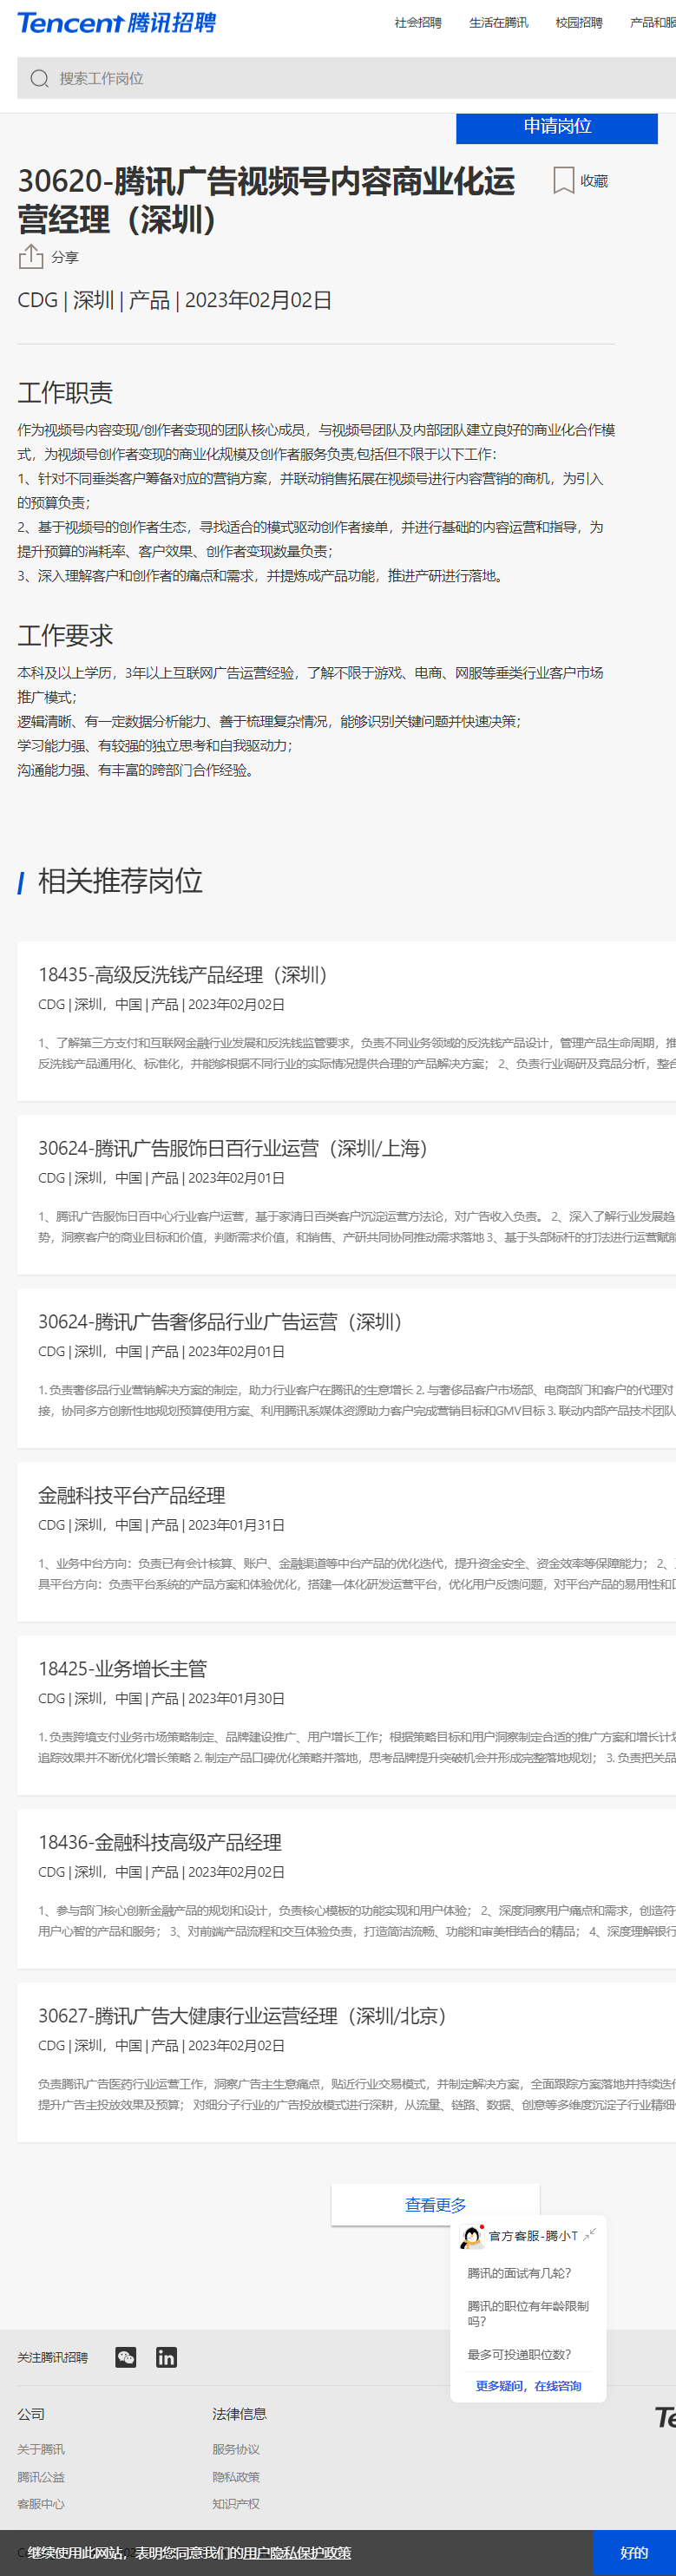 Tencent 腾讯招聘
社会招聘 生活在腾讯 校园招聘 产品和服
搜索工作岗位
申请岗位
30620-腾讯广告视频号内容商业化运
营经理（深圳）
收藏
分享
CDG | 深圳 | 产品 | 2023年02月02日
工作职责
作为视频号内容变现/创作者变现的团队核心成员，与视频号团队及内部团队建立良好的商业化合作模
式，为视频号创作者变现的商业化规模及创作者服务负责,包括但不限于以下工作：
1、针对不同垂类客户筹备对应的营销方案，并联动销售拓展在视频号进行内容营销的商机，为引入
的预算负责；
2、基于视频号的创作者生态，寻找适合的模式驱动创作者接单，并进行基础的内容运营和指导，为
提升预算的消耗率、客户效果、创作者变现数量负责；
3、深入理解客户和创作者的痛点和需求，并提炼成产品功能，推进产研进行落地。
工作要求
本科及以上学历，3年以上互联网广告运营经验，了解不限于游戏、电商、网服等垂类行业客户市场
推广模式；
逻辑清晰、有一定数据分析能力、善于梳理复杂情况，能够识别关键问题并快速决策；
学习能力强、有较强的独立思考和自我驱动力；
沟通能力强、有丰富的跨部门合作经验。
相关推荐岗位
18435-高级反洗钱产品经理（深圳）
CDG | 深圳，中国 | 产品 | 2023年02月02日
1、了解第三方支付和互联网金融行业发展和反洗钱监管要求，负责不同业务领域的反洗钱产品设计，管理产品生命周期，推
反洗钱产品通用化、标准化，并能够根据不同行业的实际情况提供合理的产品解决方案； 2、负责行业调研及竞品分析，整合
30624-腾讯广告服饰日百行业运营（深圳/上海）
CDG | 深圳，中国 | 产品 | 2023年02月01日
1、腾讯广告服饰日百中心行业客户运营，基于家清日百类客户沉淀运营方法论，对广告收入负责。 2、深入了解行业发展趋
势，洞察客户的商业目标和价值，判断需求价值，和销售、产研共同协同推动需求落地 3、基于头部标杆的打法进行运营赋能
30624-腾讯广告奢侈品行业广告运营（深圳）
CDG | 深圳，中国 | 产品 | 2023年02月01日
1. 负责奢侈品行业营销解决方案的制定，助力行业客户在腾讯的生意增长 2. 与奢侈品客户市场部、电商部门和客户的代理对
接，协同多方创新性地规划预算使用方案、利用腾讯系媒体资源助力客户完成营销目标和GMV目标 3. 联动内部产品技术团队
金融科技平台产品经理
CDG | 深圳，中国 | 产品 | 2023年01月31日
1、业务中台方向：负责已有会计核算、账户、金融渠道等中台产品的优化迭代，提升资金安全、资金效率等保障能力； 2、
具平台方向：负责平台系统的产品方案和体验优化，搭建一体化研发运营平台，优化用户反馈问题，对平台产品的易用性和
18425-业务增长主管
CDG | 深圳，中国 | 产品 | 2023年01月30日
1. 负责跨境支付业务市场策略制定、品牌建设推广、用户增长工作；根据策略目标和用户洞察制定合适的推广方案和增长计划
追踪效果并不断优化增长策略 2. 制定产品口碑优化策略并落地，思考品牌提升突破机会并形成完整落地规划； 3. 负责把关品
18436-金融科技高级产品经理
CDG | 深圳，中国 | 产品 | 2023年02月02日
1、参与部门核心创新金融产品的规划和设计，负责核心模板的功能实现和用户体验； 2、深度洞察用户痛点和需求，创造符
用户心智的产品和服务； 3、对前端产品流程和交互体验负责，打造简洁流畅、功能和审美相结合的精品； 4、深度理解银行
30627-腾讯广告大健康行业运营经理（深圳/北京）
CDG | 深圳，中国 | 产品 | 2023年02月02日
负责腾讯广告医药行业运营工作，洞察广告主生意痛点，贴近行业交易模式，并制定解决方案，全面跟踪方案落地并持续迭代
提升广告主投放效果及预算； 对细分子行业的广告投放模式进行深耕，从流量、链路、数据、创意等多维度沉淀子行业精细
查看更多
官方客服-腾小T
腾讯的面试有几轮？
腾讯的职位有年龄限制
吗？
最多可投递职位数？
更多疑问，在线咨询
关注腾讯招聘
公司 法律信息
关于腾讯 服务协议
腾讯公益 隐私政策
客服中心 知识产权
继续使用此网站，表明您同意我们的用户隐私保护政策
好的